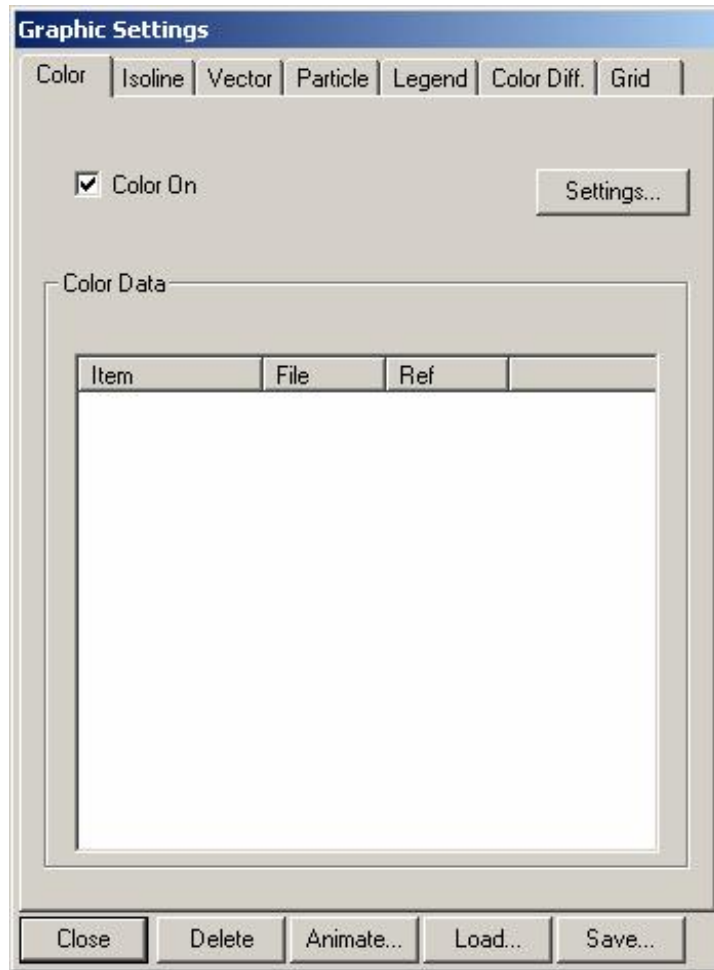 Graphic Settings
Color Isoline Vector Particle Legend Color Diff. Grid
Color On
Settings...
Color Data
Item File Ref
Close Delete Animate... Load... Save...